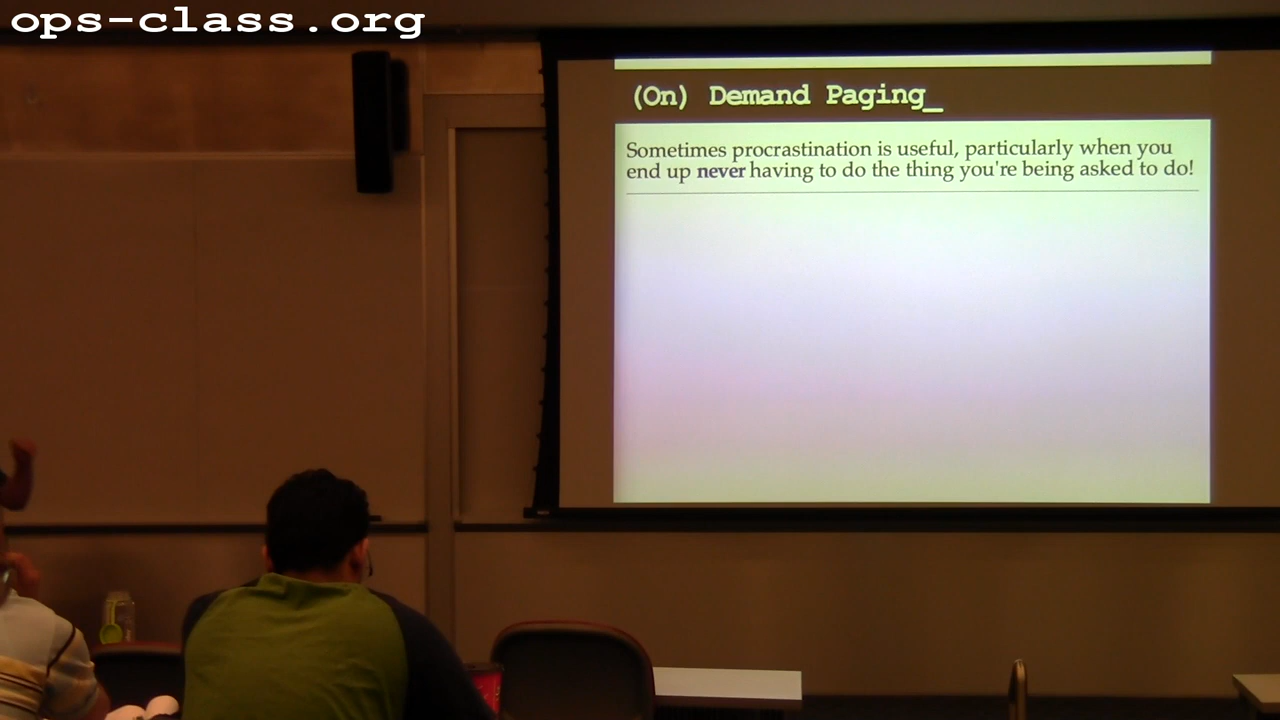 ops-class.org
(On) Demand Paging_
Sometimes procrastination is useful, particularly when you
end up never having to do the thing you're being asked to do!